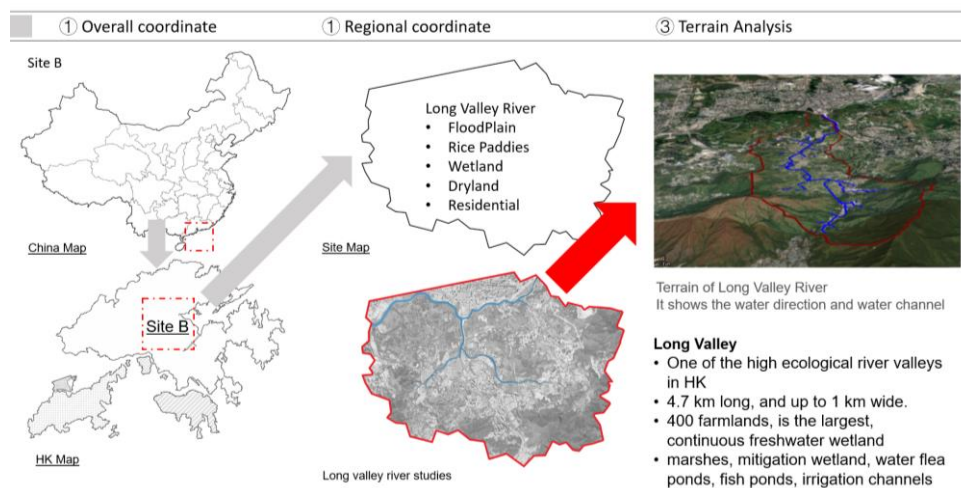 ① Overall coordinate
① Regional coordinate
③ Terrain Analysis
Site B
China Map
Site B
HK Map
Long Valley River
• FloodPlain
• Rice Paddies
• Wetland
• Dryland
• Residential
Site Map
Long valley river studies
Terrain of Long Valley River
It shows the water direction and water channel
Long Valley
• One of the high ecological river valleys
in HK
• 4.7 km long, and up to 1 km wide.
• 400 farmlands, is the largest,
continuous freshwater wetland
• marshes, mitigation wetland, water flea
ponds, fish ponds, irrigation channels